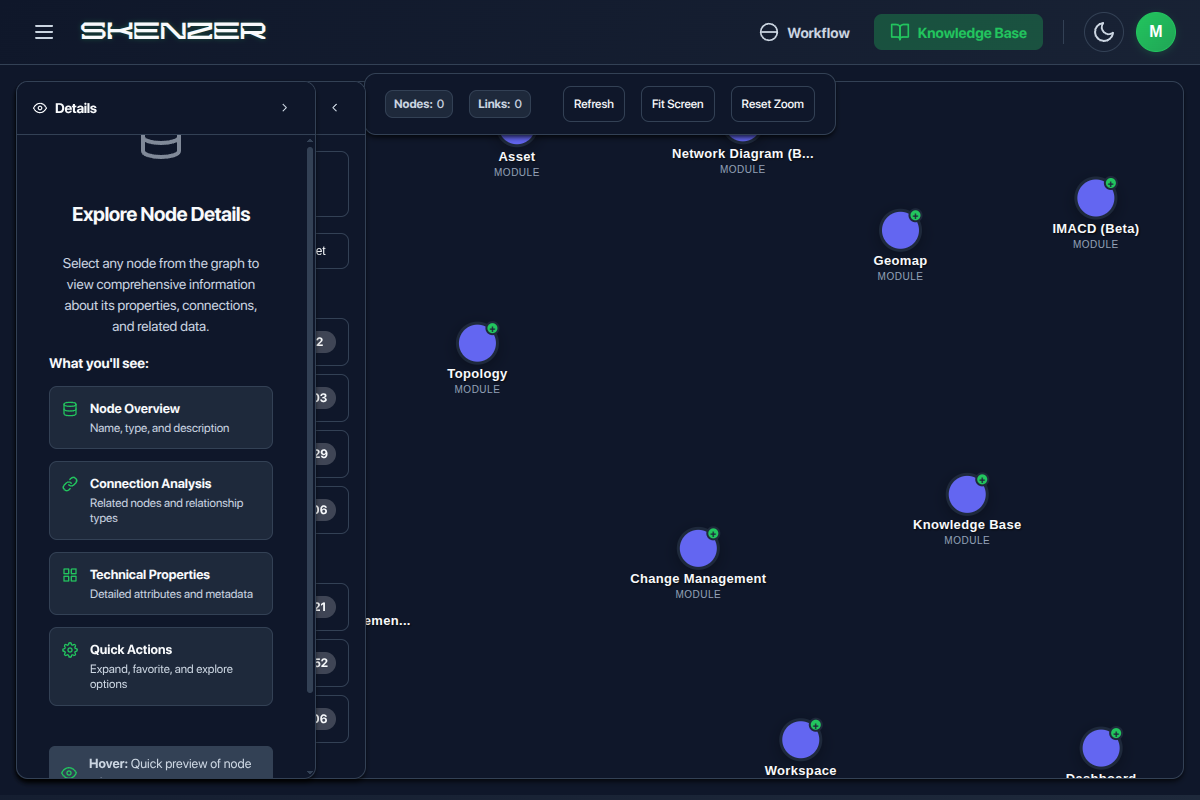 SKENZER
Workflow
Knowledge Base
M
Details
Nodes: 0
Links: 0
Refresh
Fit Screen
Reset Zoom
Explore Node Details
Select any node from the graph to
view comprehensive information
about its properties, connections,
and related data.
What you'll see:
Node Overview
Name, type, and description
Connection Analysis
Related nodes and relationship
types
Technical Properties
Detailed attributes and metadata
Quick Actions
Expand, favorite, and explore
options
Hover: Quick preview of node
et
2
03
29
06
21
52
06
Asset
MODULE
Network Diagram (B...
MODULE
IMACD (Beta)
MODULE
Geomap
MODULE
Topology
MODULE
Knowledge Base
MODULE
Change Management
MODULE
emen...
Workspace
Dashboard